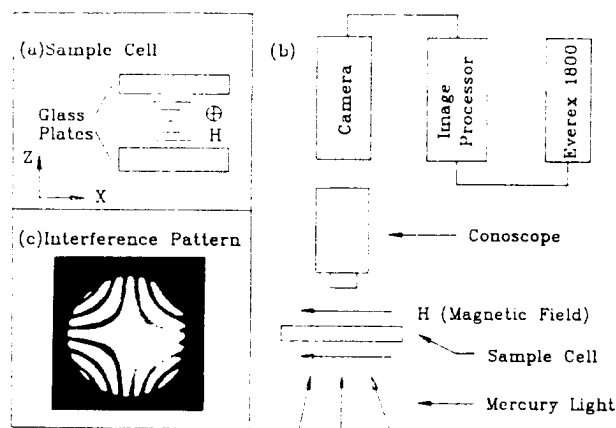 (a)Sample Cell
Glass
Plates
H
Z
X
(b)
Camera
Image
Processor
Everex 1800
Conoscope
H (Magnetic Field)
Sample Cell
Mercury Light
(c)Interference Pattern